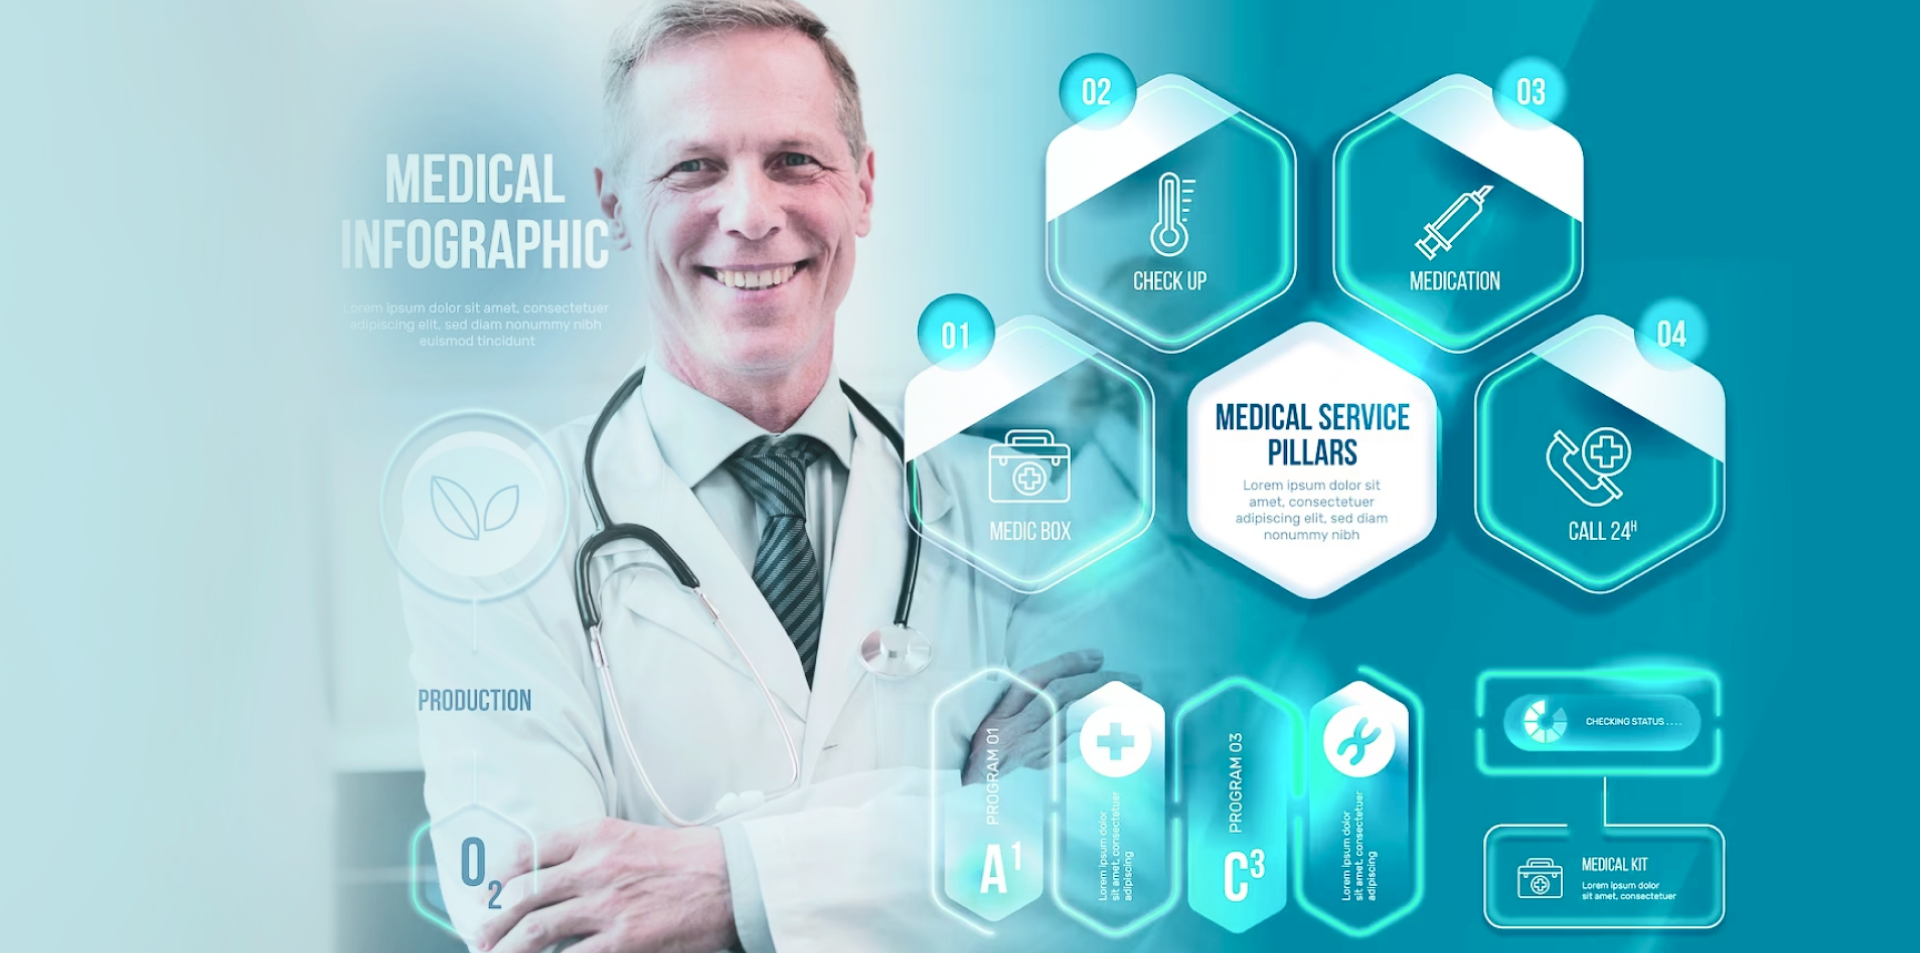 MEDICAL
INFOGRAPHIC
Lorem ipsum dolor sit amet, consectetuer
adipiscing elit, sed diam nonummy nibh
euismod tincidunt
PRODUCTION
O2
02
CHECK UP
03
MEDICATION
01
MEDIC BOX
MEDICAL SERVICE
PILLARS
Lorem ipsum dolor sit
amet, consectetuer
adipiscing elit, sed diam
nonummy nibh
04
CALL 24H
PROGRAM 01
A1
Lorem ipsum dolor
sit amet, consectetuer
adipiscing
PROGRAM 03
C3
Lorem ipsum dolor
sit amet, consectetuer
adipiscing
CHECKING STATUS ....
MEDICAL KIT
Lorem ipsum dolor
sit amet, consectetuer